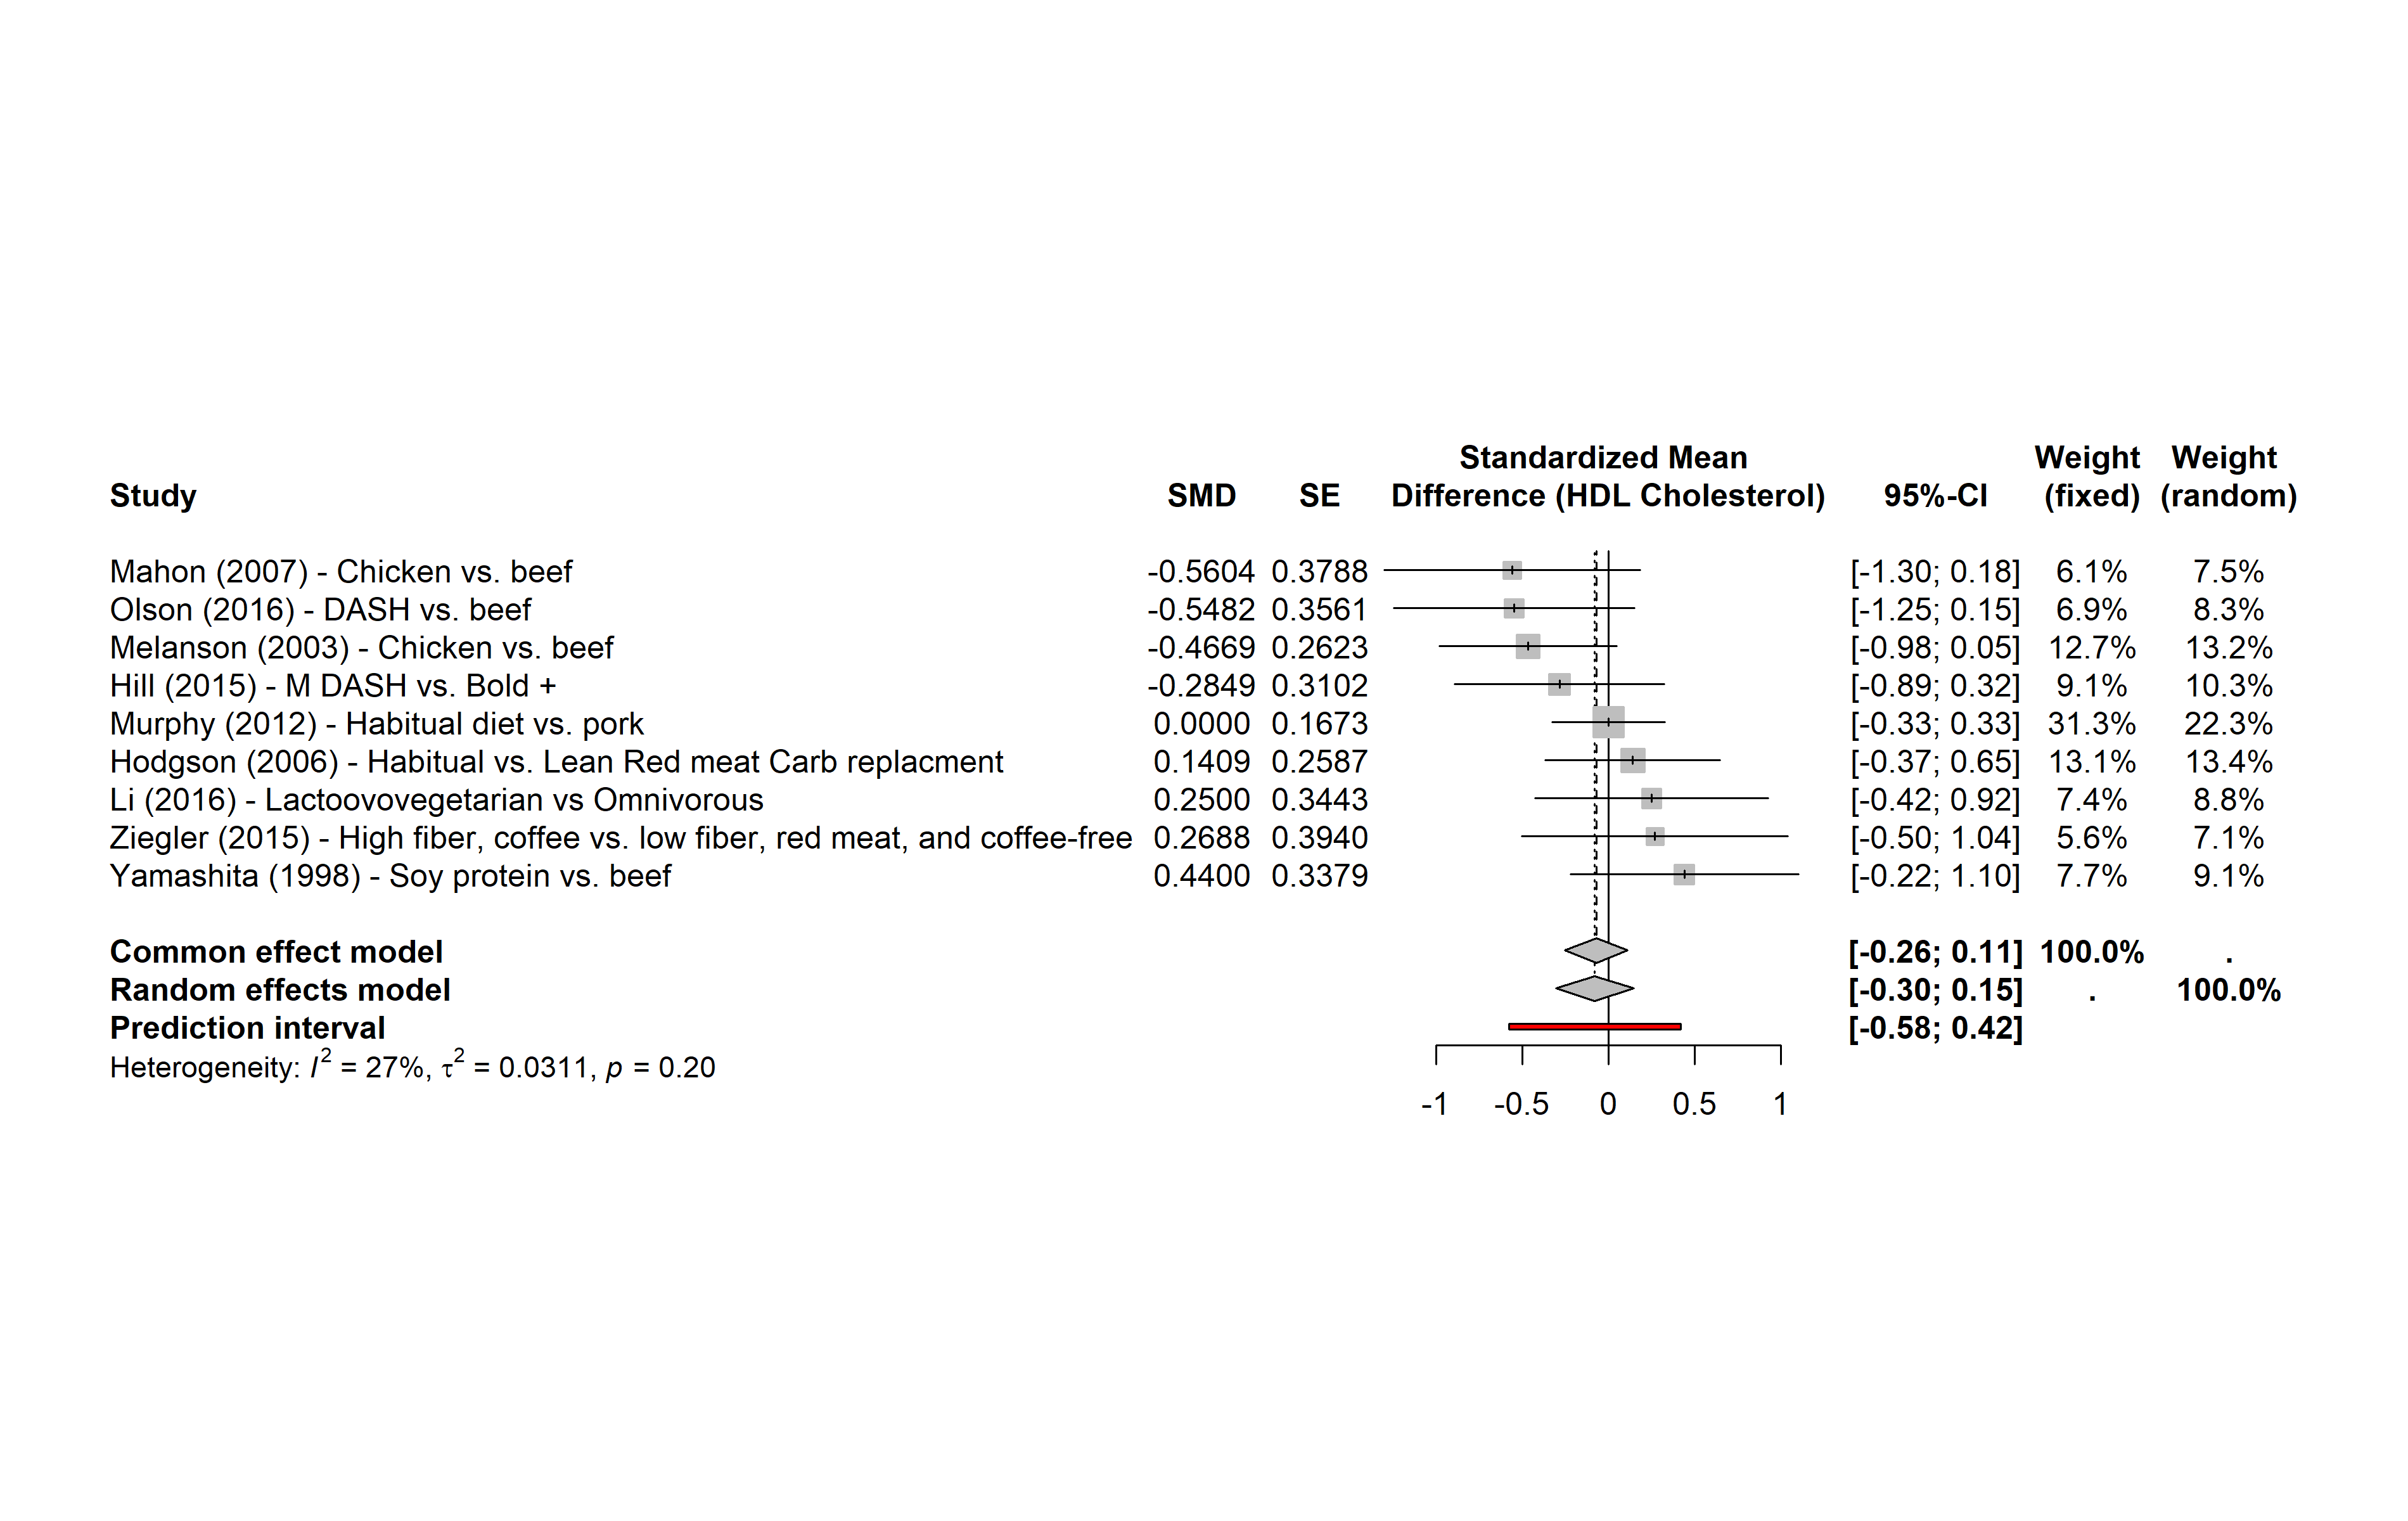 Study SMD SE Standardized Mean Difference (HDL Cholesterol) 95%-CI Weight (fixed) Weight (random)
Mahon (2007) - Chicken vs. beef -0.5604 0.3788 [-1.30; 0.18] 6.1% 7.5%
Olson (2016) - DASH vs. beef -0.5482 0.3561 [-1.25; 0.15] 6.9% 8.3%
Melanson (2003) - Chicken vs. beef -0.4669 0.2623 [-0.98; 0.05] 12.7% 13.2%
Hill (2015) - M DASH vs. Bold + -0.2849 0.3102 [-0.89; 0.32] 9.1% 10.3%
Murphy (2012) - Habitual diet vs. pork 0.0000 0.1673 [-0.33; 0.33] 31.3% 22.3%
Hodgson (2006) - Habitual vs. Lean Red meat Carb replacment 0.1409 0.2587 [-0.37; 0.65] 13.1% 13.4%
Li (2016) - Lactoovovegetarian vs Omnivorous 0.2500 0.3443 [-0.42; 0.92] 7.4% 8.8%
Ziegler (2015) - High fiber, coffee vs. low fiber, red meat, and coffee-free 0.2688 0.3940 [-0.50; 1.04] 5.6% 7.1%
Yamashita (1998) - Soy protein vs. beef 0.4400 0.3379 [-0.22; 1.10] 7.7% 9.1%
Common effect model [-0.26; 0.11] 100.0% .
Random effects model [-0.30; 0.15] . 100.0%
Prediction interval [-0.58; 0.42]
Heterogeneity: I² = 27%, τ² = 0.0311, p = 0.20
-1 -0.5 0 0.5 1